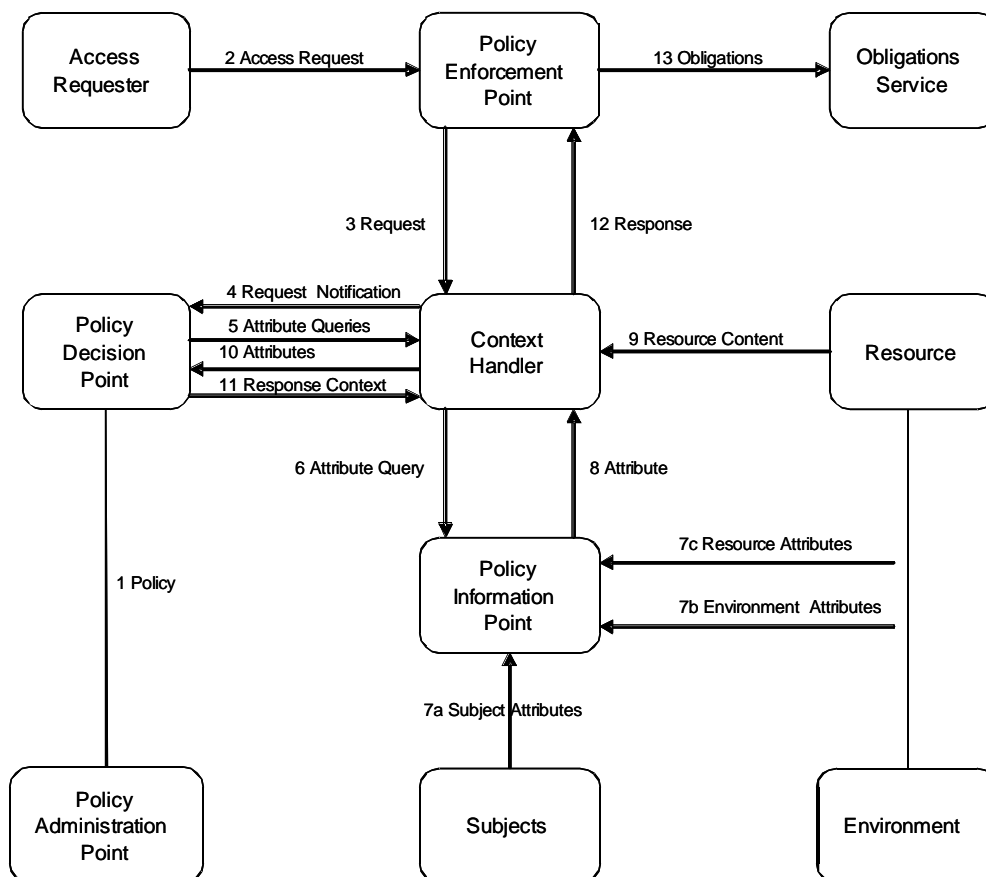 Access
Requester
2 Access Request
Policy
Enforcement
Point
13 Obligations
Obligations
Service
3 Request
12 Response
4 Request Notification
5 Attribute Queries
10 Attributes
11 Response Context
Policy
Decision
Point
Context
Handler
9 Resource Content
Resource
6 Attribute Query
8 Attribute
1 Policy
Policy
Information
Point
7c Resource Attributes
7b Environment Attributes
7a Subject Attributes
Policy
Administration
Point
Subjects
Environment